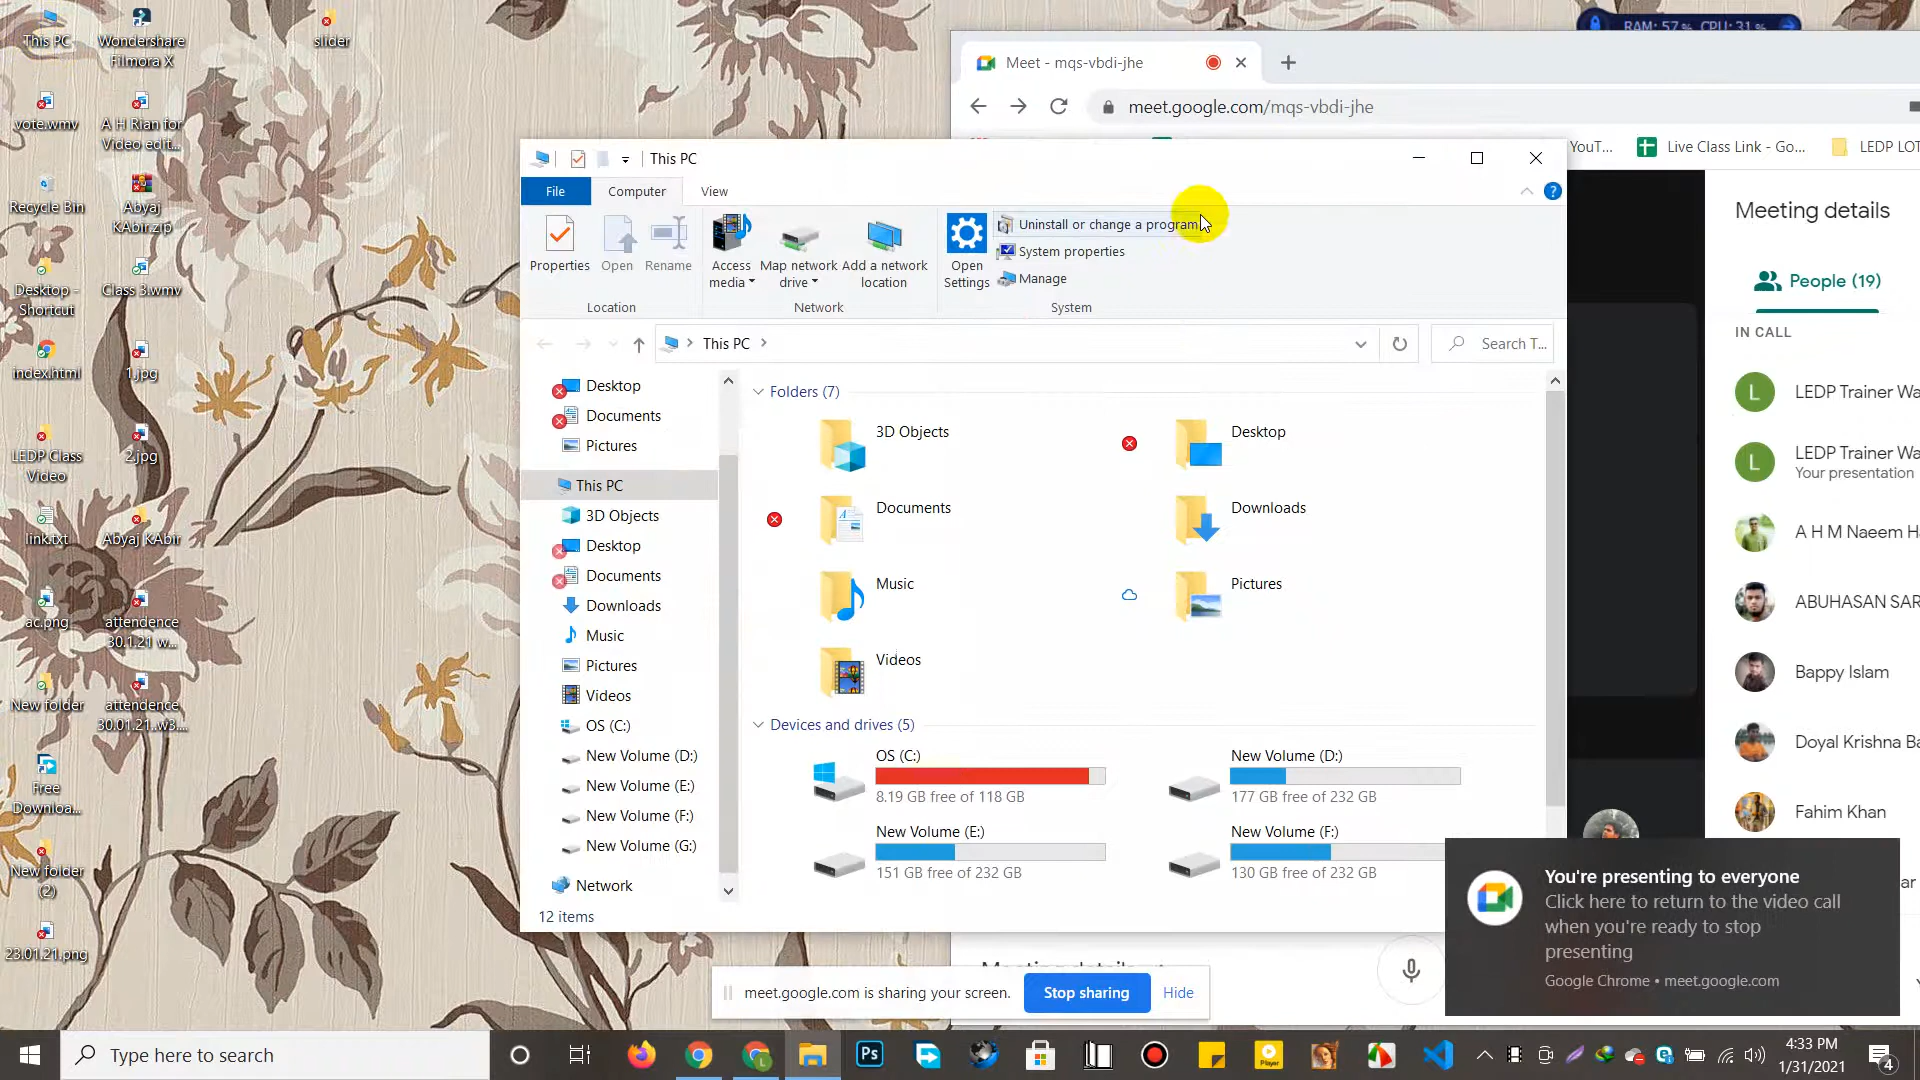 This PC
Wondershare
Filmora X
slider
vote.wmv
A H Rian for
Video edit...
Recycle Bin
Abyaj
KAbir.zip
Desktop -
Shortcut
Class 3.wmv
index.html
1.jpg
LEDP Class
Video
2.jpg
link.txt
Abyaj KAbir
ac.png
attendence
30.1.21 w...
New folder
attendence
30.01.21..w3...
Free
Downloa...
New folder
(2)
23.01.21.png
RAM: 57 % CPU: 31 %
Meet - mqs-vbdi-jhe
meet.google.com/mqs-vbdi-jhe
YouT...
Live Class Link - Go...
LEDP LOT
This PC
File
Computer
View
Properties
Open
Rename
Location
Access
media
Map network
drive
Add a network
location
Network
Open
Settings
Uninstall or change a program
System properties
Manage
System
This PC
Search T...
Desktop
Documents
Pictures
This PC
3D Objects
Desktop
Documents
Downloads
Music
Pictures
Videos
OS (C:)
New Volume (D:)
New Volume (E:)
New Volume (F:)
New Volume (G:)
Network
12 items
Folders (7)
3D Objects
Desktop
Documents
Downloads
Music
Pictures
Videos
Devices and drives (5)
OS (C:)
8.19 GB free of 118 GB
New Volume (D:)
177 GB free of 232 GB
New Volume (E:)
151 GB free of 232 GB
New Volume (F:)
130 GB free of 232 GB
Meeting details
People (19)
IN CALL
LEDP Trainer Wa
LEDP Trainer Wa
Your presentation
A H M Naeem Ha
ABUHASAN SAR
Bappy Islam
Doyal Krishna Ba
Fahim Khan
ar
You're presenting to everyone
Click here to return to the video call
when you're ready to stop
presenting
Google Chrome • meet.google.com
Meeting details
meet.google.com is sharing your screen.
Stop sharing
Hide
Type here to search
Ps
Player
4:33 PM
1/31/2021
4